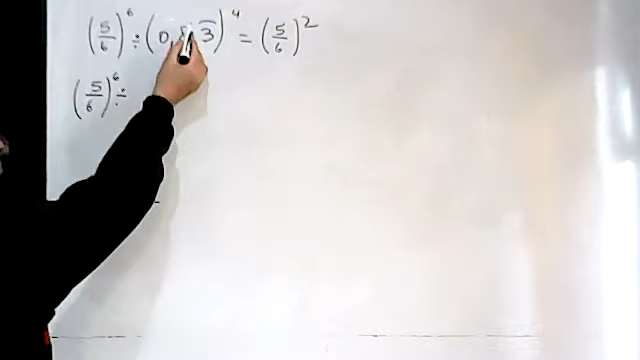 (5/6)^6 ÷ (0,8 3̅)^4 = (5/6)^2
(5/6)^6 ÷